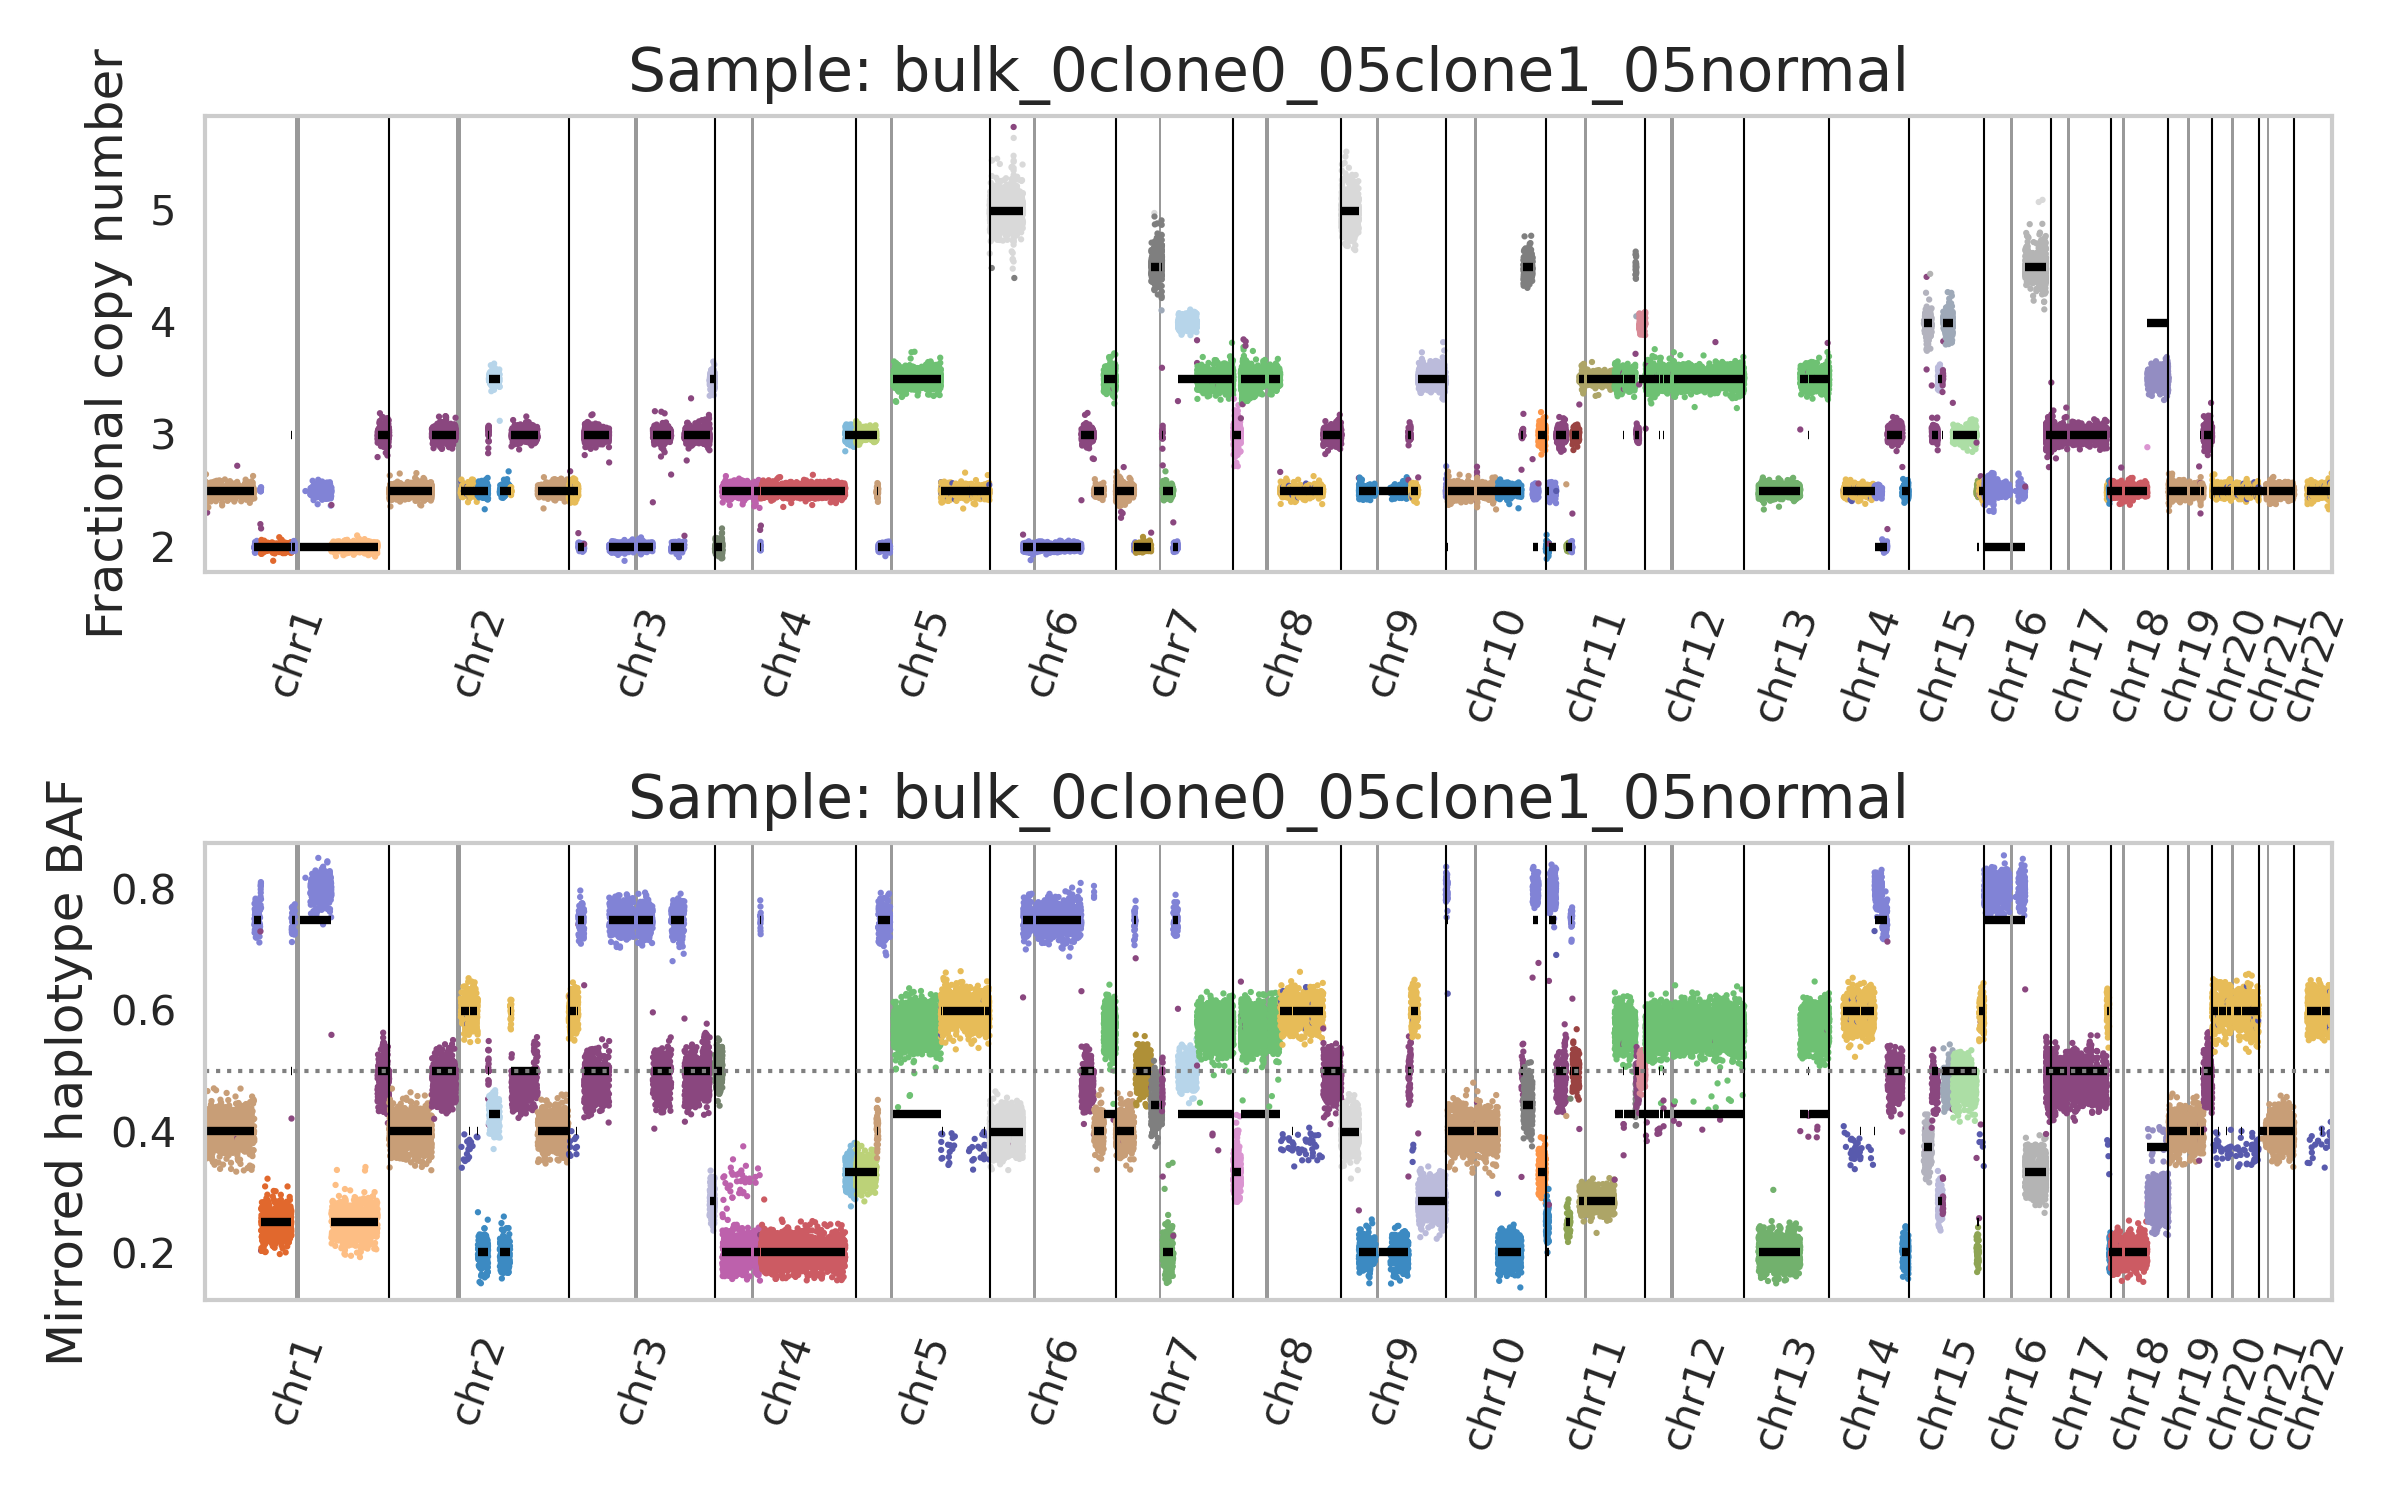 Sample: bulk_0clone0_05clone1_05normal
Fractional copy number
5
4
3
2
chr1
chr2
chr3
chr4
chr5
chr6
chr7
chr8
chr9
chr10
chr11
chr12
chr13
chr14
chr15
chr16
chr17
chr18
chr19
chr20
chr21
chr22
Sample: bulk_0clone0_05clone1_05normal
Mirrored haplotype BAF
0.8
0.6
0.4
0.2
chr1
chr2
chr3
chr4
chr5
chr6
chr7
chr8
chr9
chr10
chr11
chr12
chr13
chr14
chr15
chr16
chr17
chr18
chr19
chr20
chr21
chr22